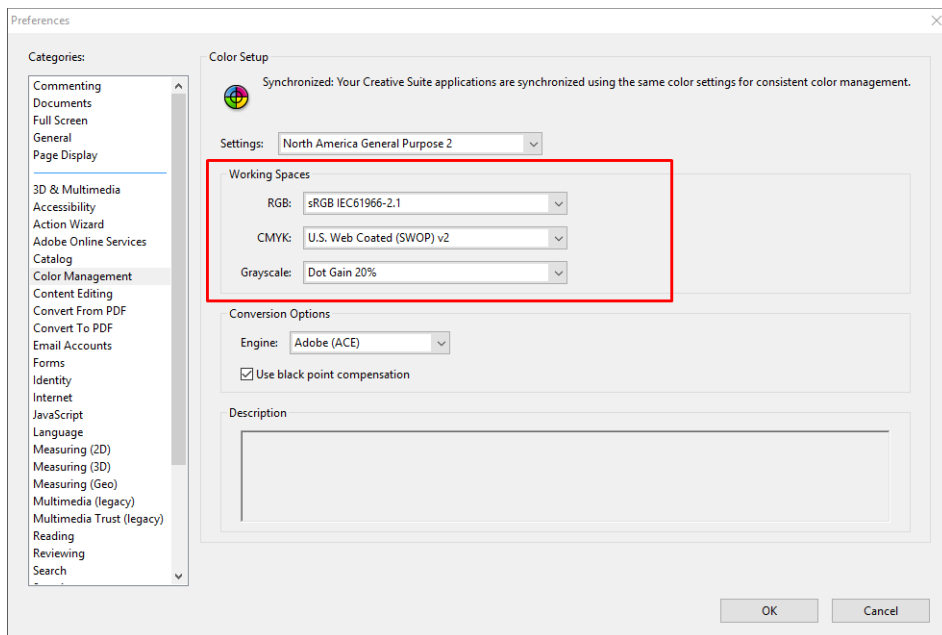 Preferences
Categories:
Commenting
Documents
Full Screen
General
Page Display
3D & Multimedia
Accessibility
Action Wizard
Adobe Online Services
Catalog
Color Management
Content Editing
Convert From PDF
Convert To PDF
Email Accounts
Forms
Identity
Internet
JavaScript
Language
Measuring (2D)
Measuring (3D)
Measuring (Geo)
Multimedia (legacy)
Multimedia Trust (legacy)
Reading
Reviewing
Search
Color Setup
Synchronized: Your Creative Suite applications are synchronized using the same color settings for consistent color management.
Settings: North America General Purpose 2
Working Spaces
RGB: sRGB IEC61966-2.1
CMYK: U.S. Web Coated (SWOP) v2
Grayscale: Dot Gain 20%
Conversion Options
Engine: Adobe (ACE)
Use black point compensation
Description
OK Cancel